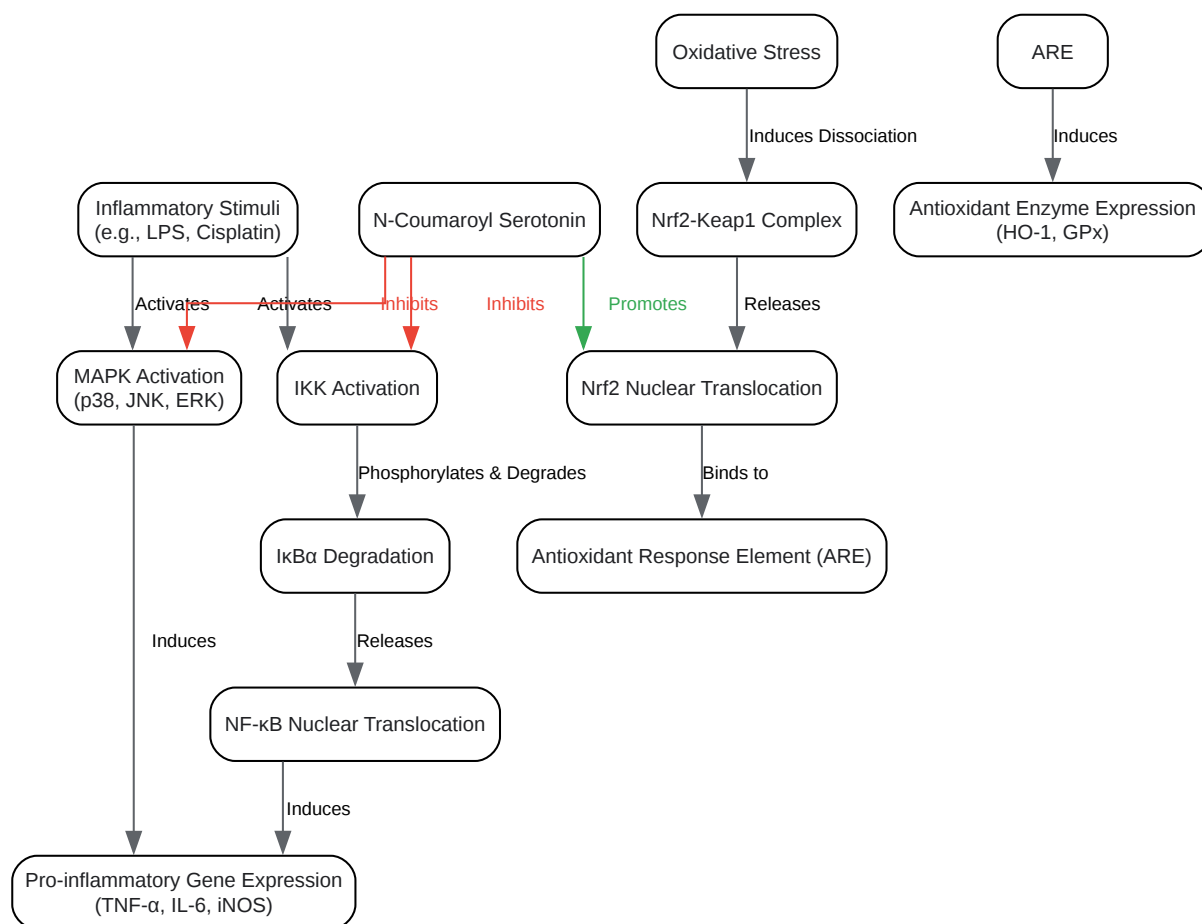 Oxidative Stress
ARE
Induces Dissociation
Induces
Inflammatory Stimuli
(e.g., LPS, Cisplatin)
N-Coumaroyl Serotonin
Nrf2-Keap1 Complex
Antioxidant Enzyme Expression
(HO-1, GPx)
Activates
Activates
Inhibits
Inhibits
Promotes
Releases
MAPK Activation
(p38, JNK, ERK)
IKK Activation
Nrf2 Nuclear Translocation
Phosphorylates & Degrades
Binds to
IκBα Degradation
Antioxidant Response Element (ARE)
Induces
Releases
NF-κB Nuclear Translocation
Induces
Pro-inflammatory Gene Expression
(TNF-α, IL-6, iNOS)